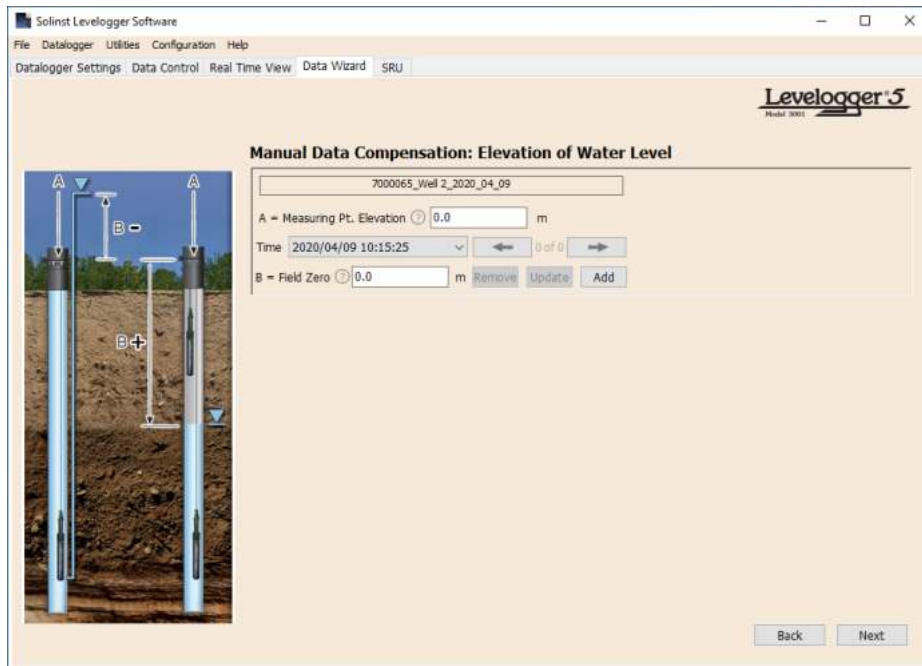 Solinst Levelogger Software
File Datalogger Utilities Configuration Help
Datalogger Settings Data Control Real Time View Data Wizard SRU
Levelogger® 5
Model 3001
Manual Data Compensation: Elevation of Water Level
7000065_Well 2_2020_04_09
A = Measuring Pt. Elevation ? 0.0 m
Time 2020/04/09 10:15:25 0 of 0
B = Field Zero ? 0.0 m Remove Update Add
A A
B -
B +
Back Next